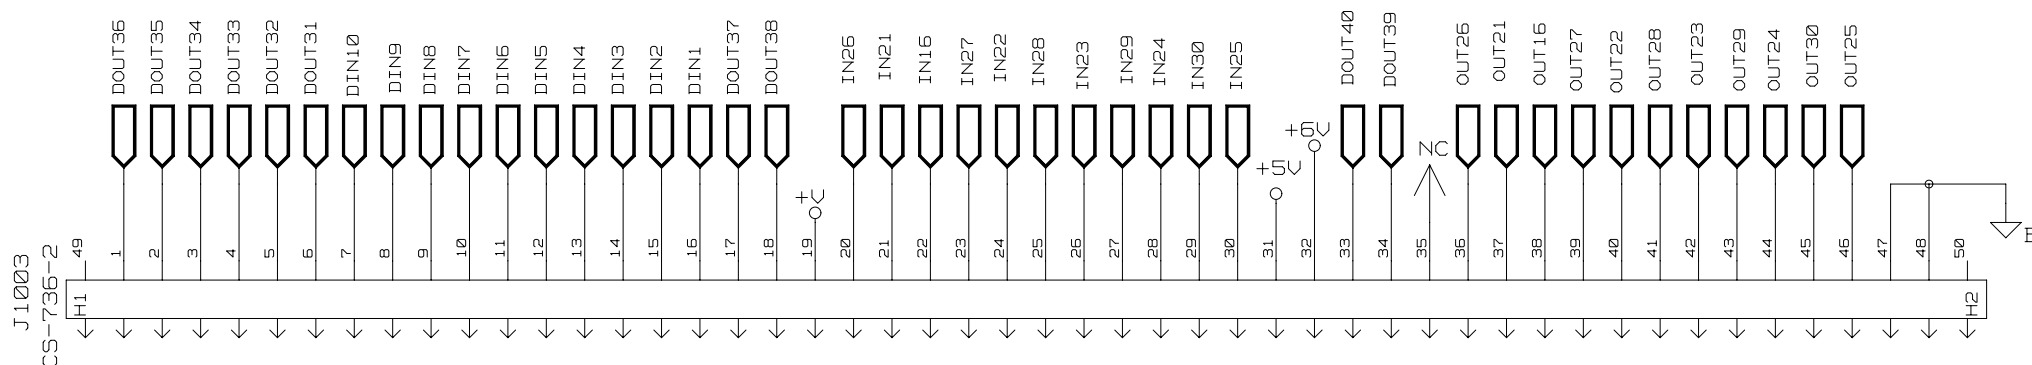 DOUT36 DOUT35 DOUT34 DOUT33 DOUT32 DOUT31 DIN10 DIN9 DIN8 DIN7 DIN6 DIN5 DIN4 DIN3 DIN2 DIN1 DOUT37 DOUT38 IN26 IN21 IN16 IN27 IN22 IN28 IN23 IN29 IN24 IN30 IN25 DOUT40 DOUT39 OUT26 OUT21 OUT16 OUT27 OUT22 OUT28 OUT23 OUT29 OUT24 OUT30 OUT25
+V +5V +6V NC E
49 1 2 3 4 5 6 7 8 9 10 11 12 13 14 15 16 17 18 19 20 21 22 23 24 25 26 27 28 29 30 31 32 33 34 35 36 37 38 39 40 41 42 43 44 45 46 47 48 50
J1003
CS-736-2
H1 H2